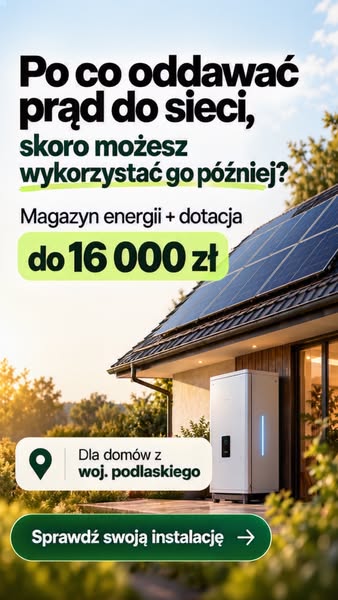 Po co oddawać
prąd do sieci,
skoro możesz
wykorzystać go później?
Magazyn energii + dotacja
do 16 000 zł
Dla domów z
woj. podlaskiego
Sprawdź swoją instalację →